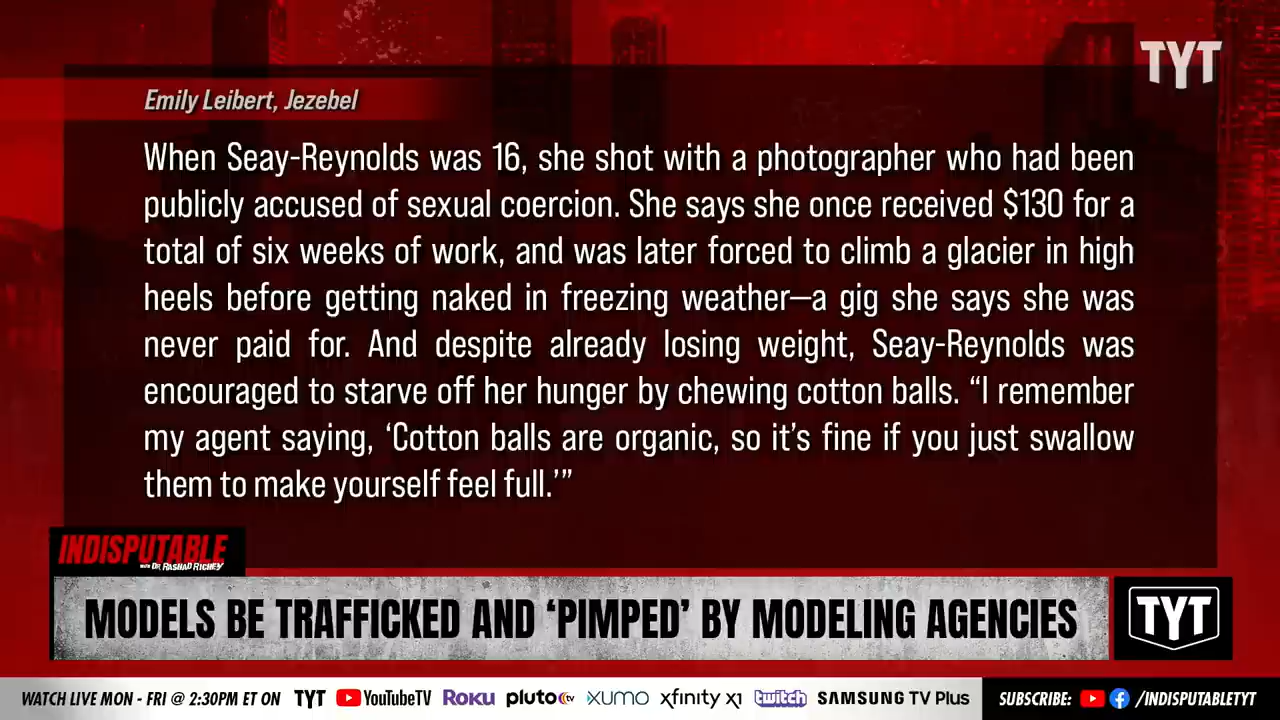 TYT
Emily Leibert, Jezebel
When Seay-Reynolds was 16, she shot with a photographer who had been
publicly accused of sexual coercion. She says she once received $130 for a
total of six weeks of work, and was later forced to climb a glacier in high
heels before getting naked in freezing weather—a gig she says she was
never paid for. And despite already losing weight, Seay-Reynolds was
encouraged to starve off her hunger by chewing cotton balls. “I remember
my agent saying, ‘Cotton balls are organic, so it’s fine if you just swallow
them to make yourself feel full.’”
INDISPUTABLE
WITH DR. RASHAD RICHEY
MODELS BE TRAFFICKED AND ‘PIMPED’ BY MODELING AGENCIES
TYT
WATCH LIVE MON - FRI @ 2:30PM ET ON TYT YouTubeTV ROKU pluto tv xumo xfinity x1 twitch SAMSUNG TV Plus SUBSCRIBE: /INDISPUTABLETYT